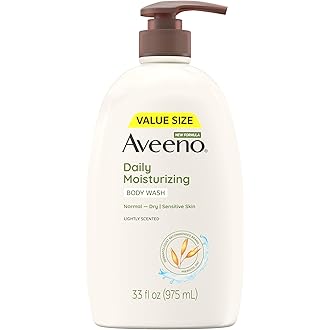 VALUE SIZE
NEW FORMULA
Aveeno®
Daily
Moisturizing
BODY WASH
Normal — Dry | Sensitive Skin
LIGHTLY SCENTED
33 fl oz (975 mL)